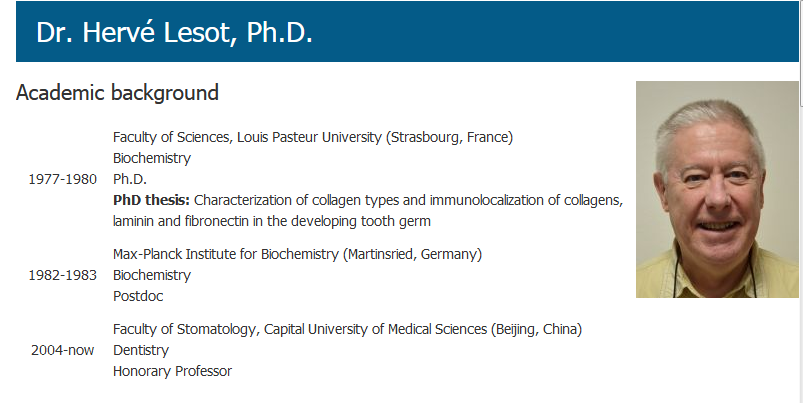 Dr. Hervé Lesot, Ph.D.
Academic background
Faculty of Sciences, Louis Pasteur University (Strasbourg, France)
Biochemistry
1977-1980 Ph.D.
PhD thesis: Characterization of collagen types and immunolocalization of collagens,
laminin and fibronectin in the developing tooth germ
Max-Planck Institute for Biochemistry (Martinsried, Germany)
1982-1983 Biochemistry
Postdoc
Faculty of Stomatology, Capital University of Medical Sciences (Beijing, China)
2004-now Dentistry
Honorary Professor